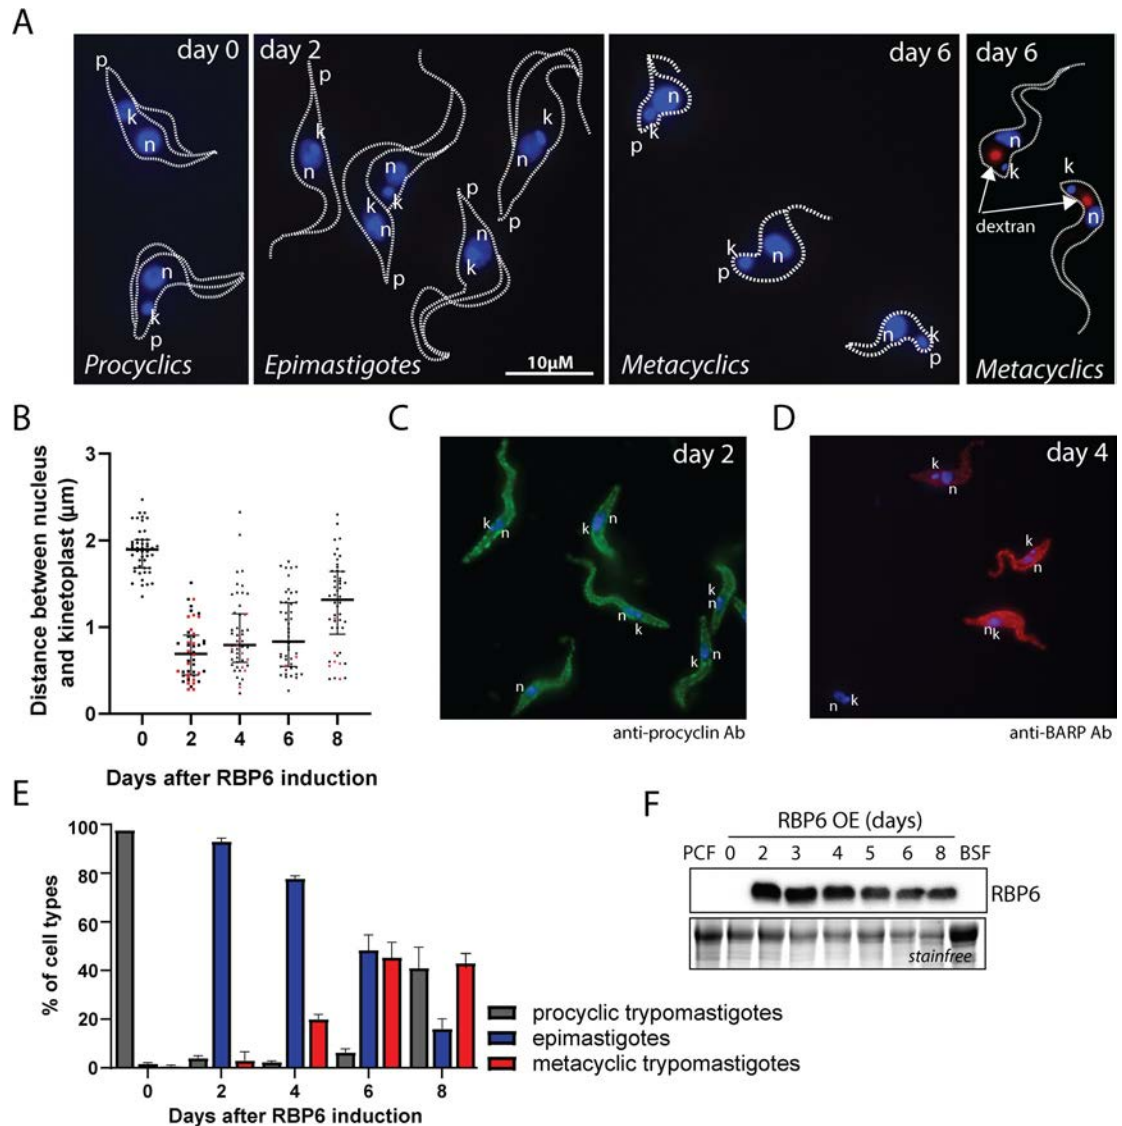 A
day 0
day 2
day 6
day 6
p
k
n
n
k
p
Procyclics
p
k
n
n
k
k
n
p
n
p
p
n
k
Epimastigotes
10µM
n
k
p
k
n
p
n
k
p
Metacyclics
n
k
k
n
dextran
Metacyclics
B
Distance between nucleus
and kinetoplast (µm)
3
2
1
0
0 2 4 6 8
Days after RBP6 induction
C
day 2
k n
n
k
n
k
k
n
k n
n
anti-procyclin Ab
D
day 4
k
n
k
n
n k
n k
anti-BARP Ab
E
% of cell types
100
80
60
40
20
0
0 2 4 6 8
Days after RBP6 induction
procyclic trypomastigotes
epimastigotes
metacyclic trypomastigotes
F
RBP6 OE (days)
PCF 0 2 3 4 5 6 8 BSF
RBP6
stainfree